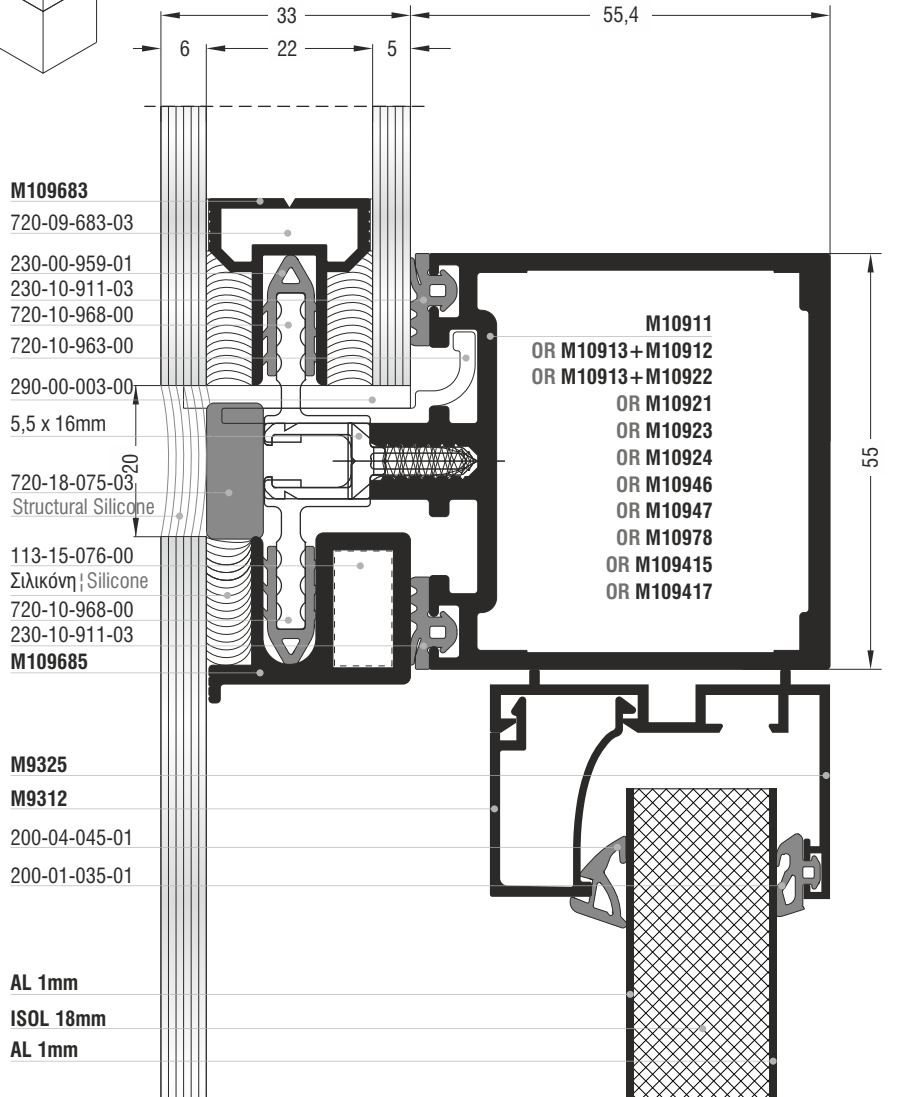 33
55,4
6
22
5
M109683
720-09-683-03
230-00-959-01
230-10-911-03
720-10-968-00
720-10-963-00
290-00-003-00
5,5 x 16mm
20
720-18-075-03
Structural Silicone
113-15-076-00
Σιλικόνη ¦ Silicone
720-10-968-00
230-10-911-03
M109685
M10911
OR M10913+M10912
OR M10913+M10922
OR M10921
OR M10923
OR M10924
OR M10946
OR M10947
OR M10978
OR M109415
OR M109417
55
M9325
M9312
200-04-045-01
200-01-035-01
AL 1mm
ISOL 18mm
AL 1mm